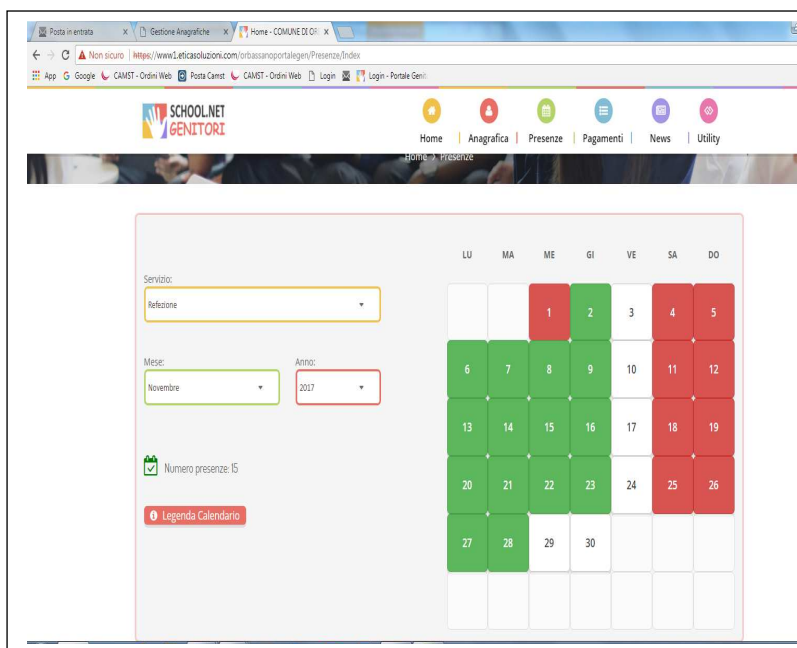 Posta in entrata x Gestione Anagrafiche x Home - COMUNE DI OR x
Non sicuro https://www1.eticasoluzioni.com/orbassanoportalegen/Presenze/Index
App G Google CAMST - Ordini Web Posta Camst CAMST - Ordini Web Login Login - Portale Geni
SCHOOL.NET
GENITORI
Home Anagrafica Presenze Pagamenti News Utility
Home > Presenze
LU MA ME GI VE SA DO
Servizio:
Refezione
1 2 3 4 5
Mese: Anno:
Novembre 2017
6 7 8 9 10 11 12
13 14 15 16 17 18 19
Numero presenze: 15
20 21 22 23 24 25 26
Legenda Calendario
27 28 29 30